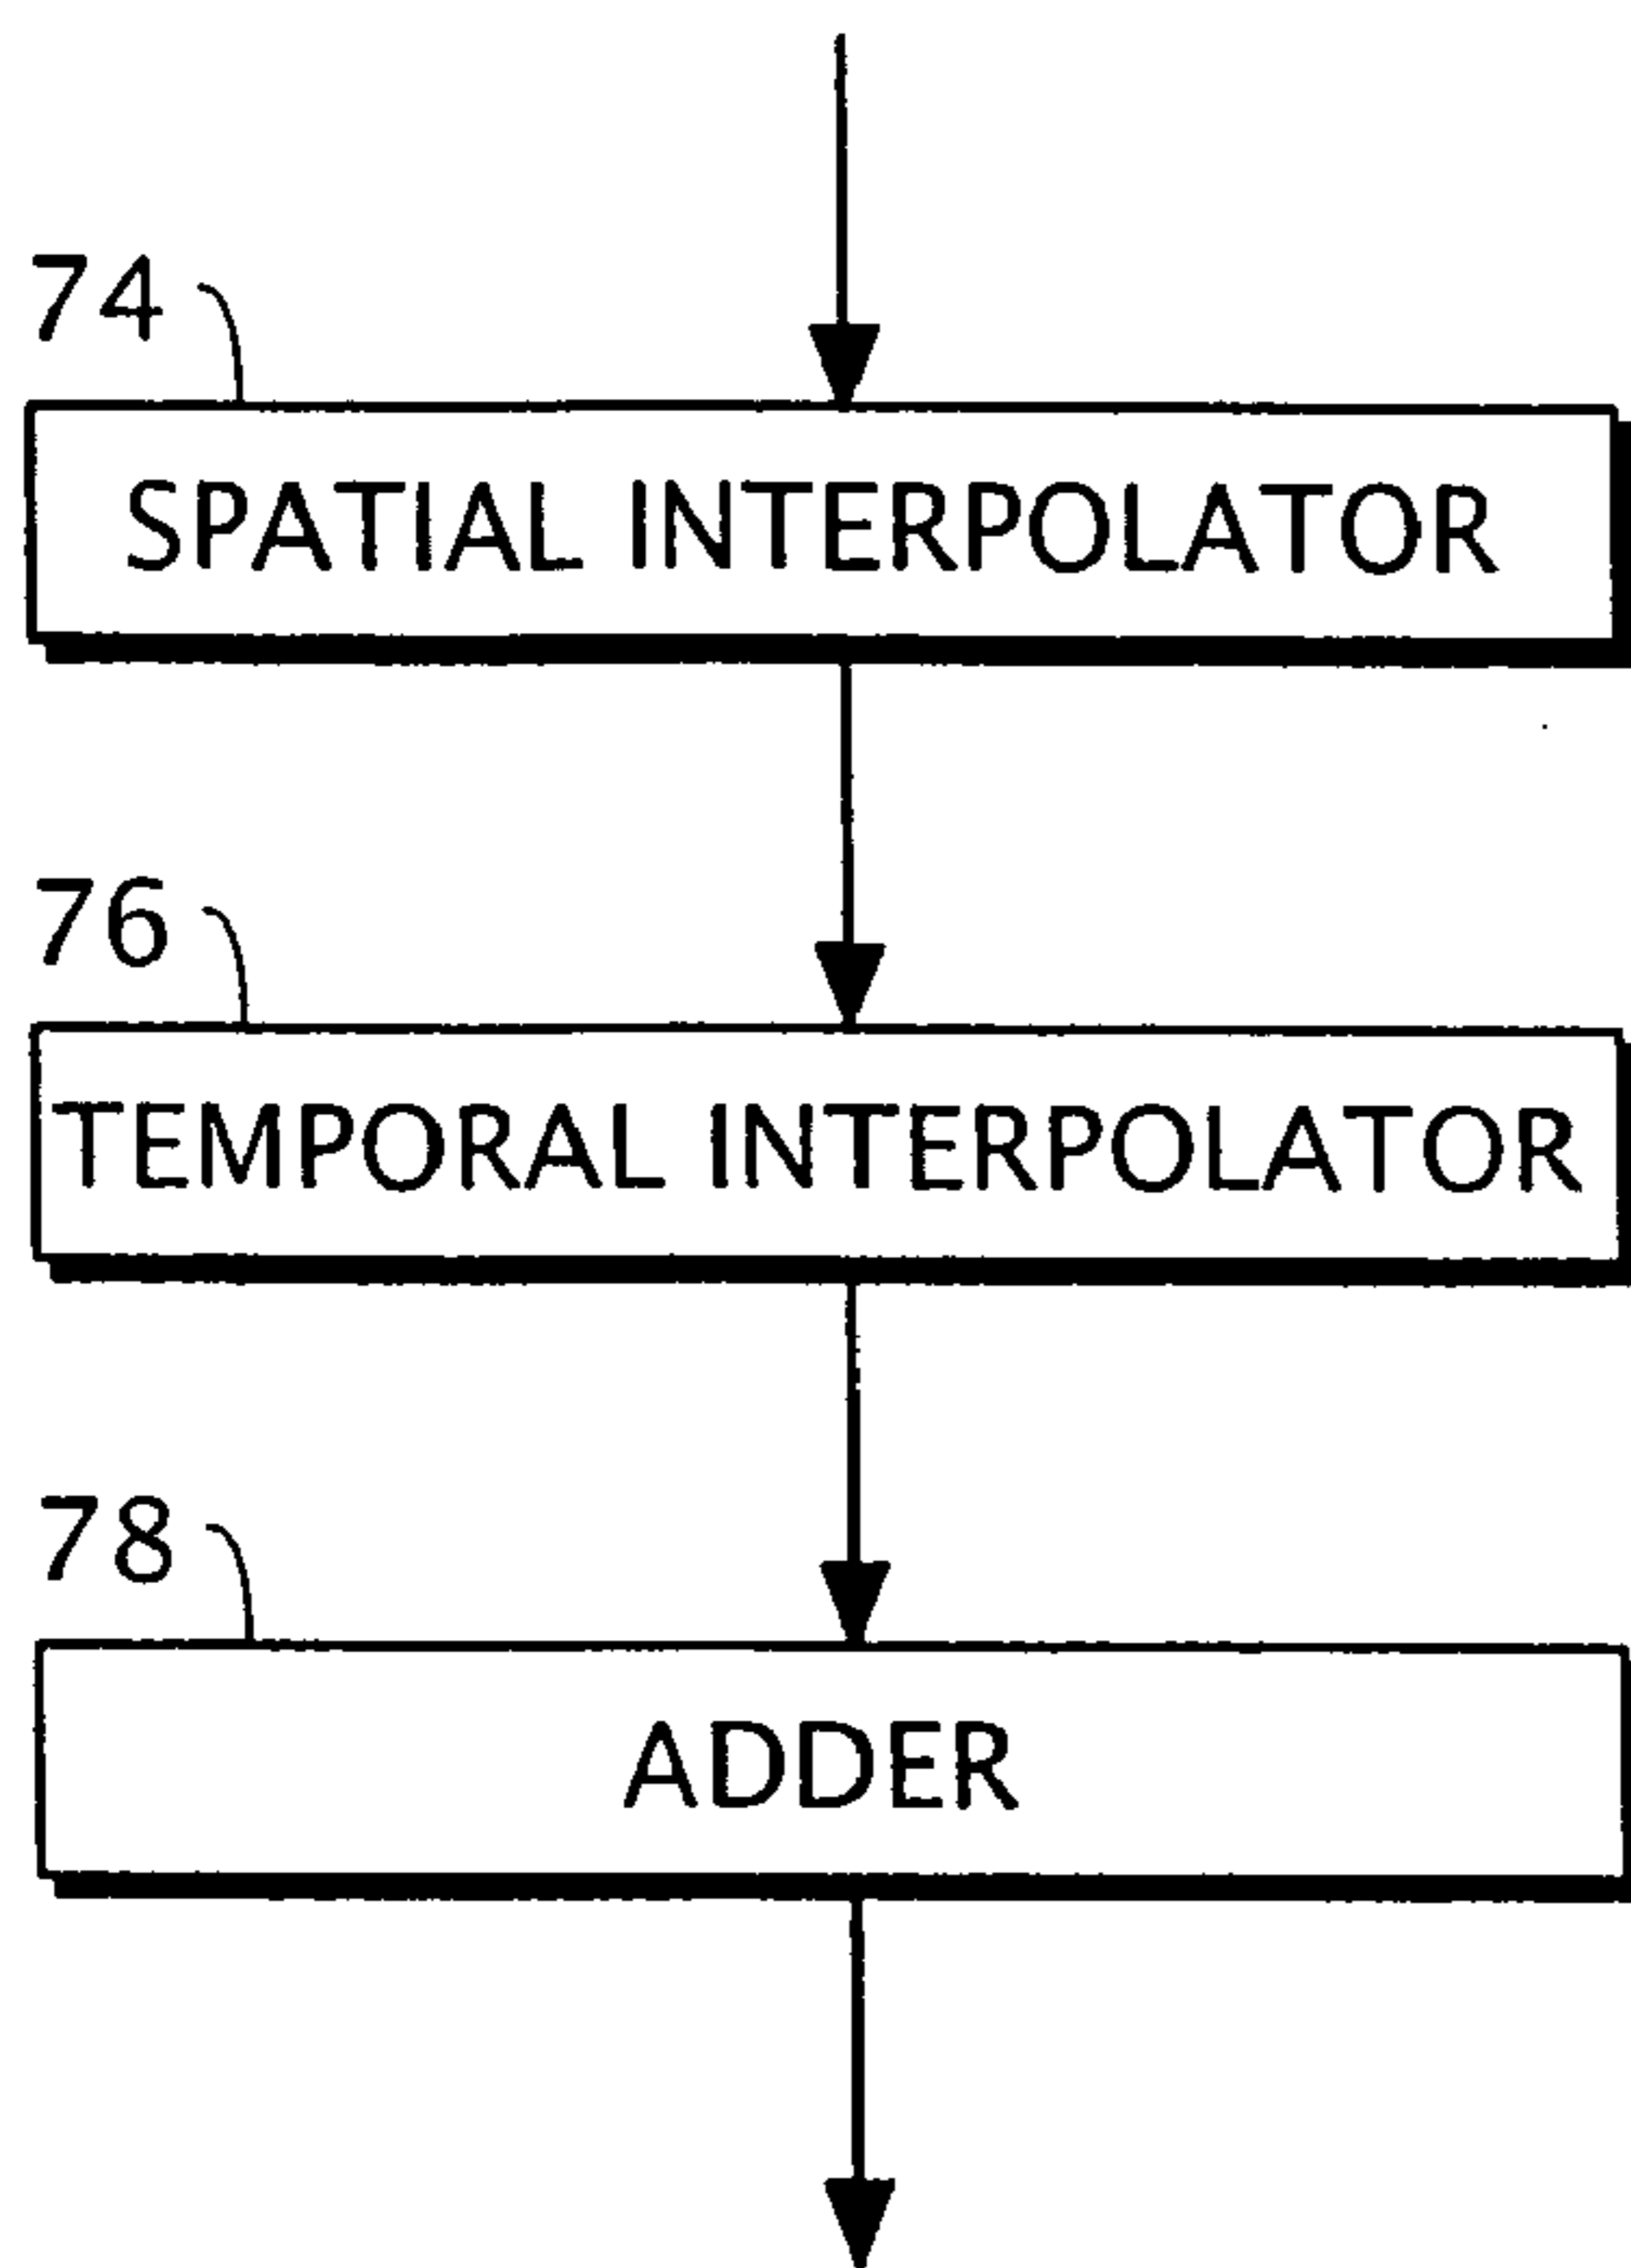 74
SPATIAL INTERPOLATOR
76
TEMPORAL INTERPOLATOR
78
ADDER